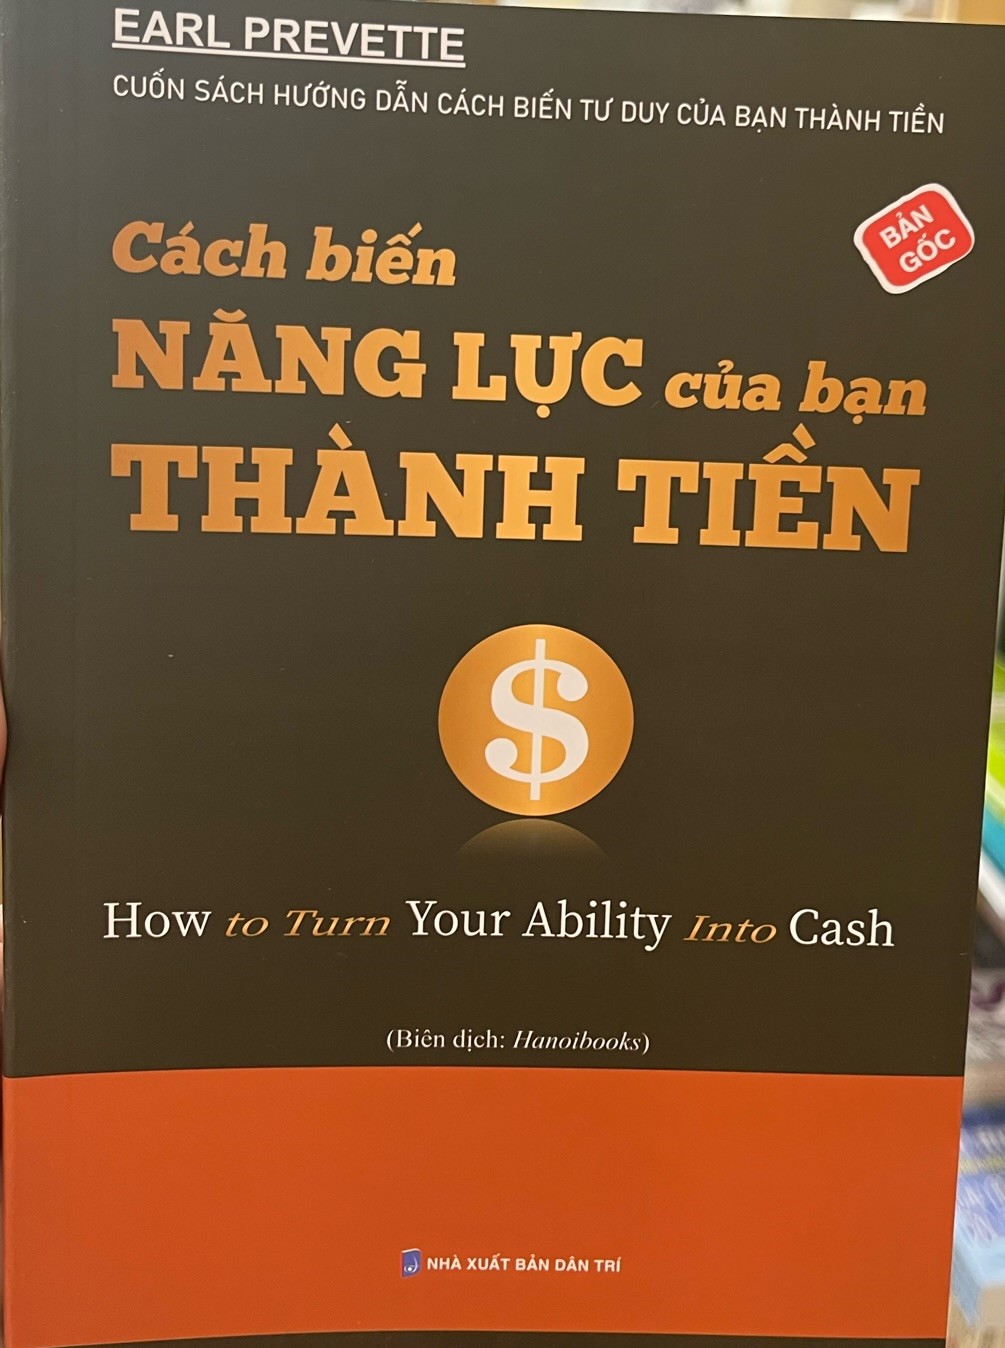 EARL PREVETTE
CUỐN SÁCH HƯỚNG DẪN CÁCH BIẾN TƯ DUY CỦA BẠN THÀNH TIỀN
BẢN
GỐC
Cách biến
NĂNG LỰC của bạn
THÀNH TIỀN
$
How to Turn Your Ability Into Cash
(Biên dịch: Hanoibooks)
NHÀ XUẤT BẢN DÂN TRÍ